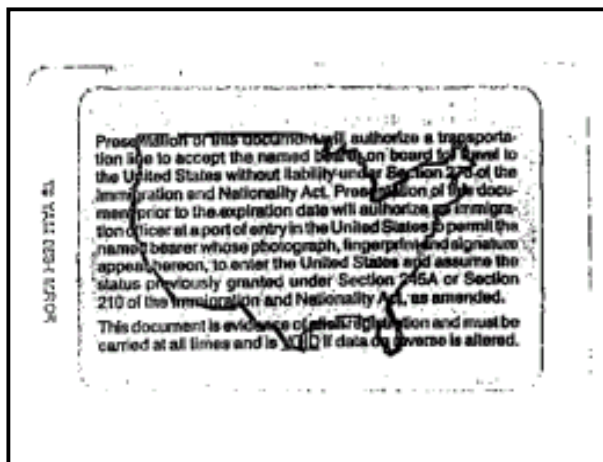 Presentation of this document will authorize a transporta-
tion line to accept the named bearer on board for travel to
the United States without liability under Section 273 of the
Immigration and Nationality Act. Presentation of this docu-
ment prior to the expiration date will authorize an immigra-
tion officer at a port of entry in the United States to permit the
named bearer whose photograph, fingerprint and signature
appear hereon, to enter the United States and assume the
status previously granted under Section 245A or Section
210 of the Immigration and Nationality Act, as amended.
This document is evidence of alien registration and must be
carried at all times and is VOID if data on reverse is altered.